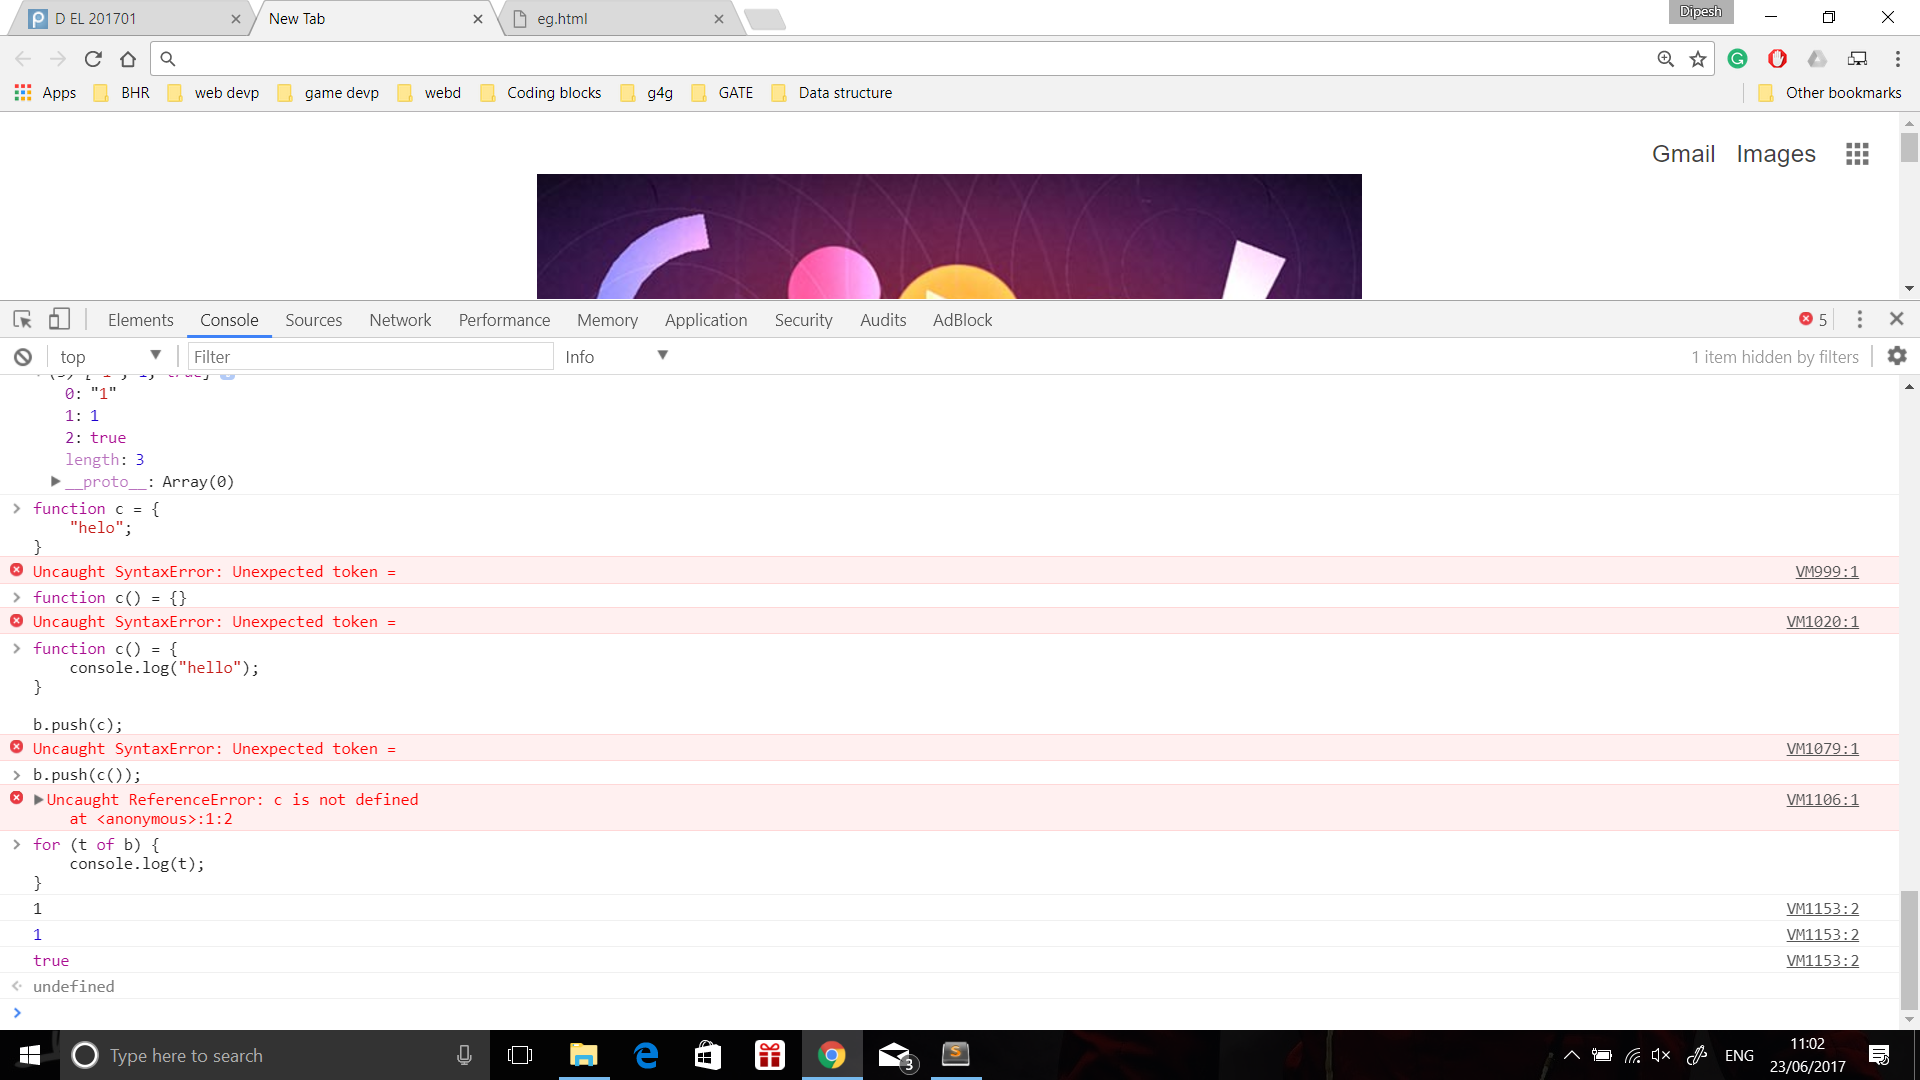 D EL 201701
New Tab
eg.html
Dipesh
Apps
BHR
web devp
game devp
webd
Coding blocks
g4g
GATE
Data structure
Other bookmarks
Gmail Images
Elements Console Sources Network Performance Memory Application Security Audits AdBlock
5
top
Filter
Info
1 item hidden by filters
0: "1"
1: 1
2: true
length: 3
__proto__: Array(0)
function c = {
"helo";
}
Uncaught SyntaxError: Unexpected token = VM999:1
function c() = {}
Uncaught SyntaxError: Unexpected token = VM1020:1
function c() = {
console.log("hello");
}
b.push(c);
Uncaught SyntaxError: Unexpected token = VM1079:1
b.push(c());
Uncaught ReferenceError: c is not defined VM1106:1
at <anonymous>:1:2
for (t of b) {
console.log(t);
}
1 VM1153:2
1 VM1153:2
true VM1153:2
undefined
Type here to search
3
S
ENG
11:02
23/06/2017